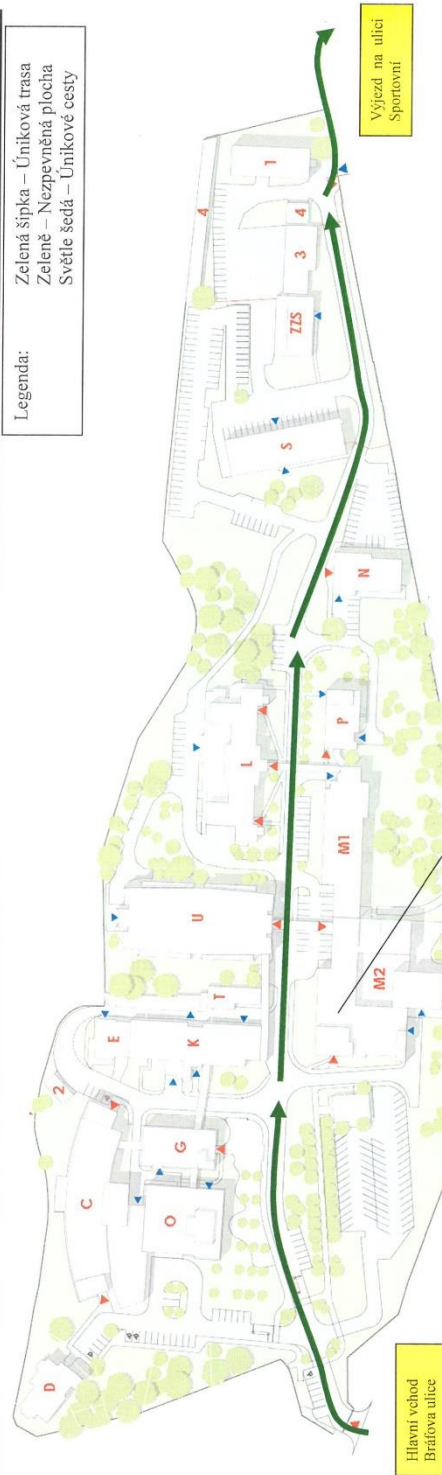 Legenda:
Zelená šipka – Úniková trasa
Zeleně – Nezpevněná plocha
Světle šedá – Únikové cesty
D
C
2
O
G
E
K
T
U
L
M2
M1
P
N
S
ZZS
3
4
4
1
Hlavní vchod
Bráfova ulice
Výjezd na ulici
Sportovní